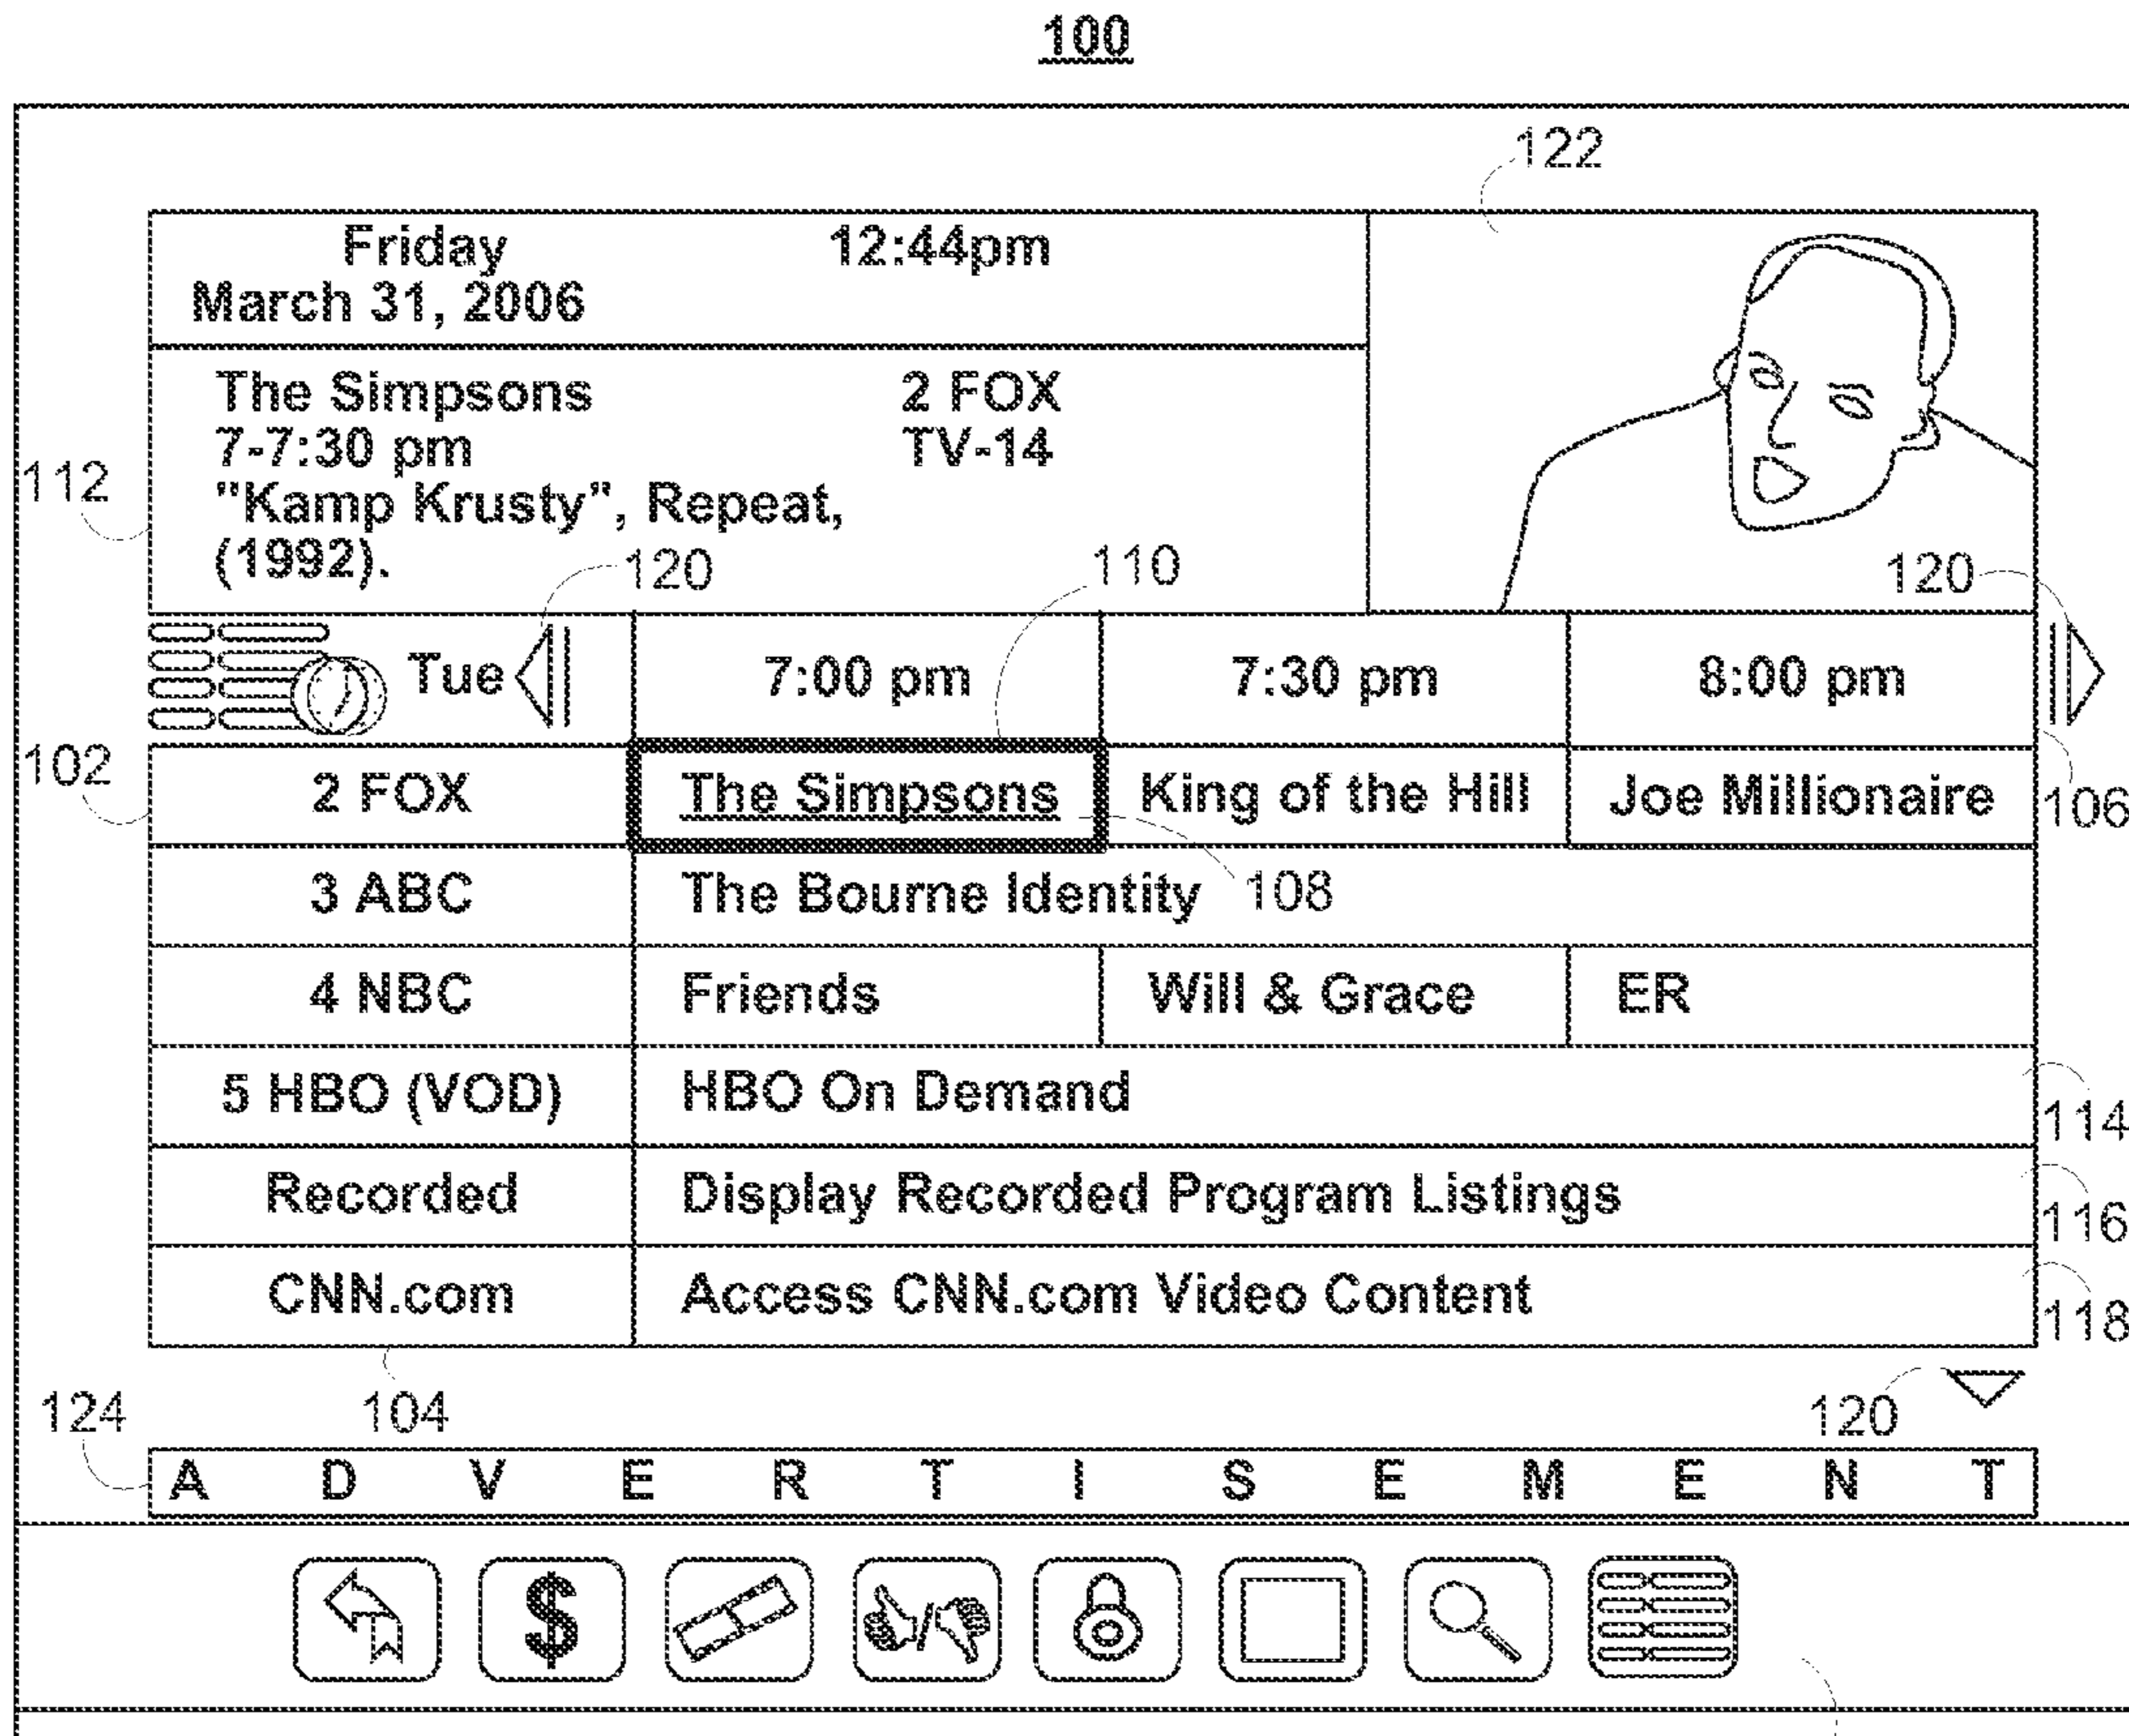 100
122
Friday 12:44pm
March 31, 2006
The Simpsons 2 FOX
7-7:30 pm TV-14
112
"Kamp Krusty", Repeat,
(1992).
120 110 120
Tue 7:00 pm 7:30 pm 8:00 pm
102
2 FOX The Simpsons King of the Hill Joe Millionaire
106
3 ABC The Bourne Identity 108
4 NBC Friends Will & Grace ER
5 HBO (VOD) HBO On Demand
114
Recorded Display Recorded Program Listings
116
CNN.com Access CNN.com Video Content
118
124 104 120
A D V E R T I S E M E N T
$
/